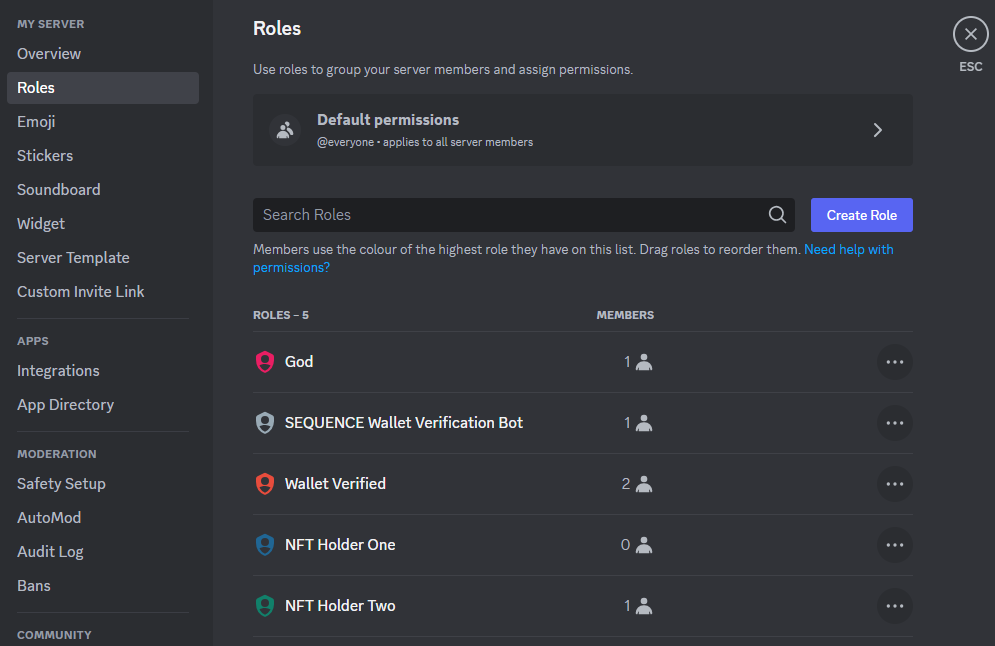 MY SERVER
Overview
Roles
Emoji
Stickers
Soundboard
Widget
Server Template
Custom Invite Link
APPS
Integrations
App Directory
MODERATION
Safety Setup
AutoMod
Audit Log
Bans
COMMUNITY
Roles
Use roles to group your server members and assign permissions.
Default permissions
@everyone • applies to all server members
Search Roles
Create Role
Members use the colour of the highest role they have on this list. Drag roles to reorder them. Need help with
permissions?
ROLES – 5 MEMBERS
God 1
SEQUENCE Wallet Verification Bot 1
Wallet Verified 2
NFT Holder One 0
NFT Holder Two 1
ESC